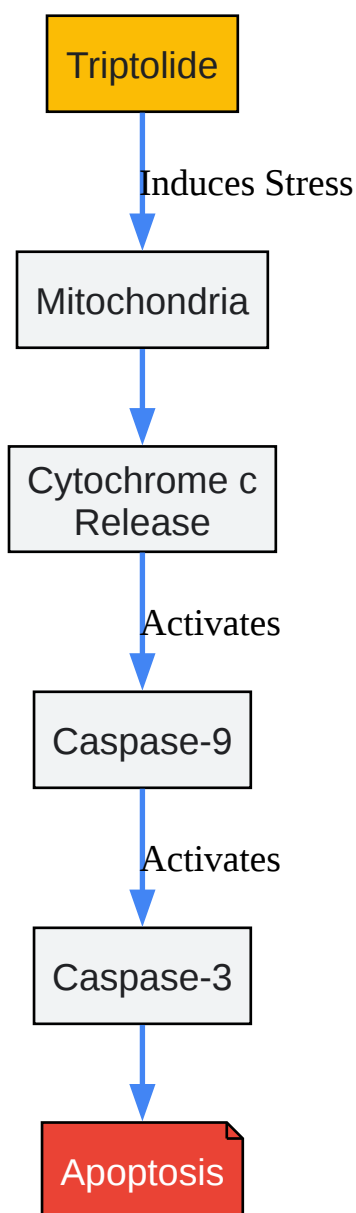 Triptolide
Induces Stress
Mitochondria
Cytochrome c
Release
Activates
Caspase-9
Activates
Caspase-3
Apoptosis